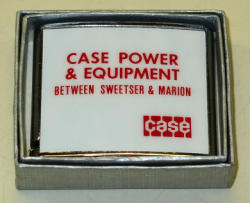 CASE POWER
& EQUIPMENT
BETWEEN SWEETSER & MARION
case